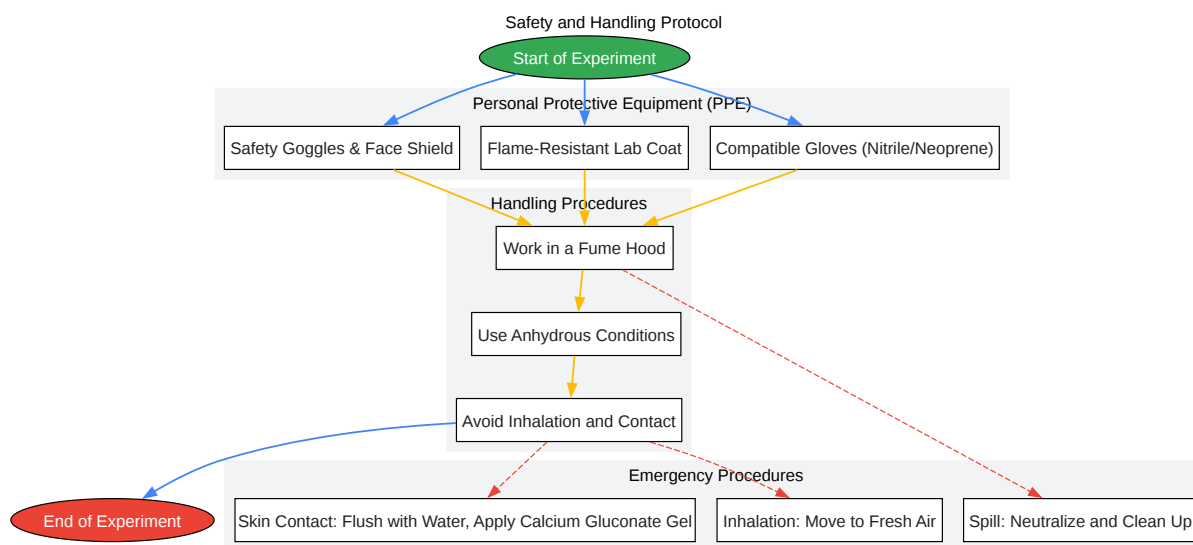 Safety and Handling Protocol
Start of Experiment
Personal Protective Equipment (PPE)
Safety Goggles & Face Shield
Flame-Resistant Lab Coat
Compatible Gloves (Nitrile/Neoprene)
Handling Procedures
Work in a Fume Hood
Use Anhydrous Conditions
Avoid Inhalation and Contact
Emergency Procedures
End of Experiment
Skin Contact: Flush with Water, Apply Calcium Gluconate Gel
Inhalation: Move to Fresh Air
Spill: Neutralize and Clean Up